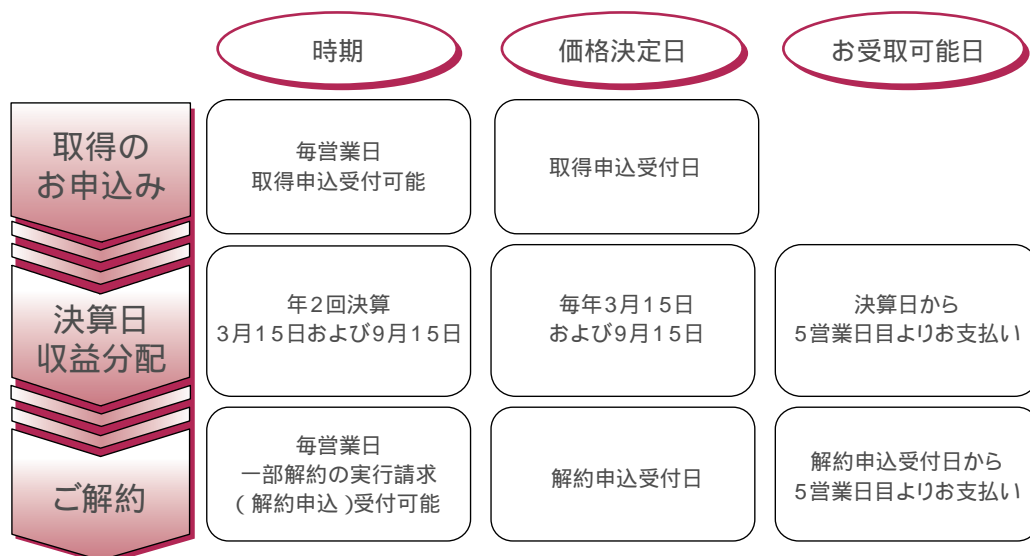 時期
価格決定日
お受取可能日
取得の
お申込み
毎営業日
取得申込受付可能
取得申込受付日
決算日
収益分配
年2回決算
3月15日および9月15日
毎年3月15日
および9月15日
決算日から
5営業日目よりお支払い
ご解約
毎営業日
一部解約の実行請求
(解約申込)受付可能
解約申込受付日
解約申込受付日から
5営業日目よりお支払い